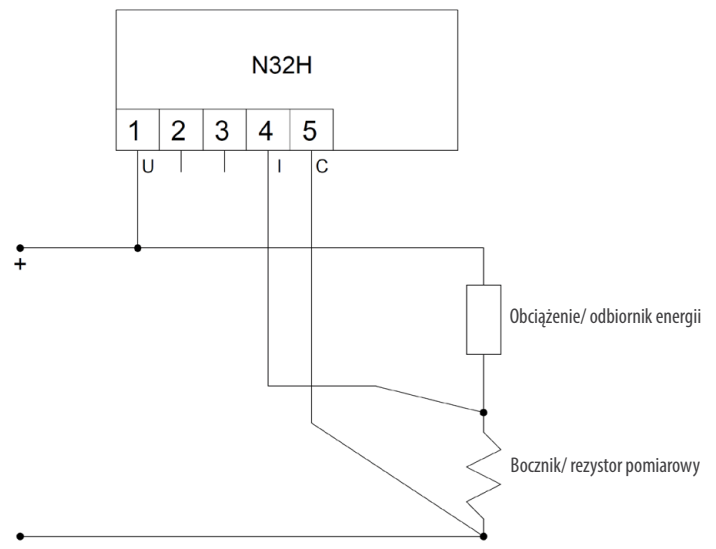 N32H
1 2 3 4 5
U I C
+
Obciążenie/ odbiornik energii
Bocznik/ rezystor pomiarowy